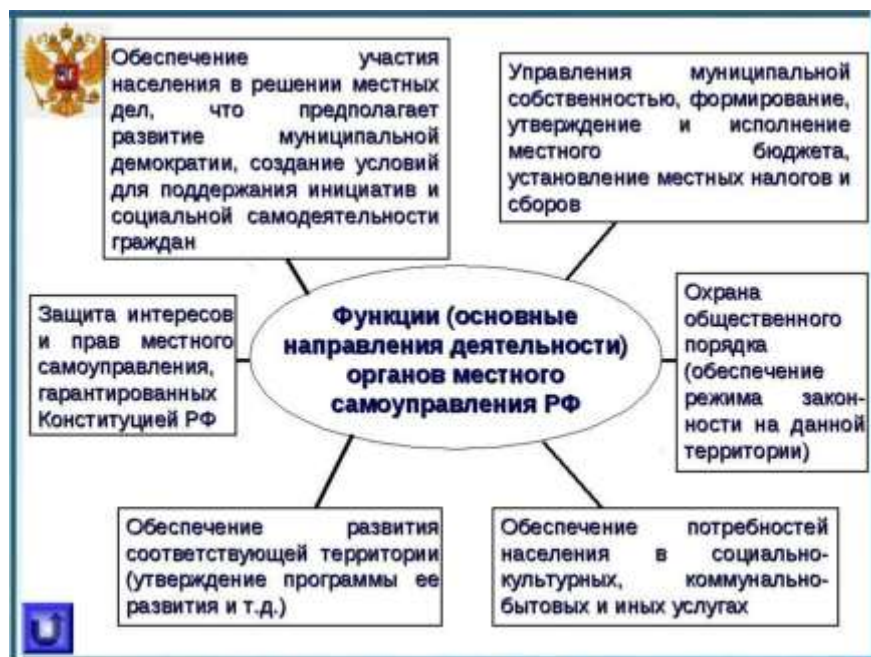 Обеспечение участия
населения в решении местных
дел, что предполагает
развитие муниципальной
демократии, создание условий
для поддержания инициатив и
социальной самодеятельности
граждан
Управления муниципальной
собственностью, формирование,
утверждение и исполнение
местного бюджета,
установление местных налогов и
сборов
Защита интересов
и прав местного
самоуправления,
гарантированных
Конституцией РФ
Функции (основные
направления деятельности)
органов местного
самоуправления РФ
Охрана
общественного
порядка
(обеспечение
режима закон-
ности на данной
территории)
Обеспечение развития
соответствующей территории
(утверждение программы ее
развития и т.д.)
Обеспечение потребностей
населения в социально-
культурных, коммунально-
бытовых и иных услугах